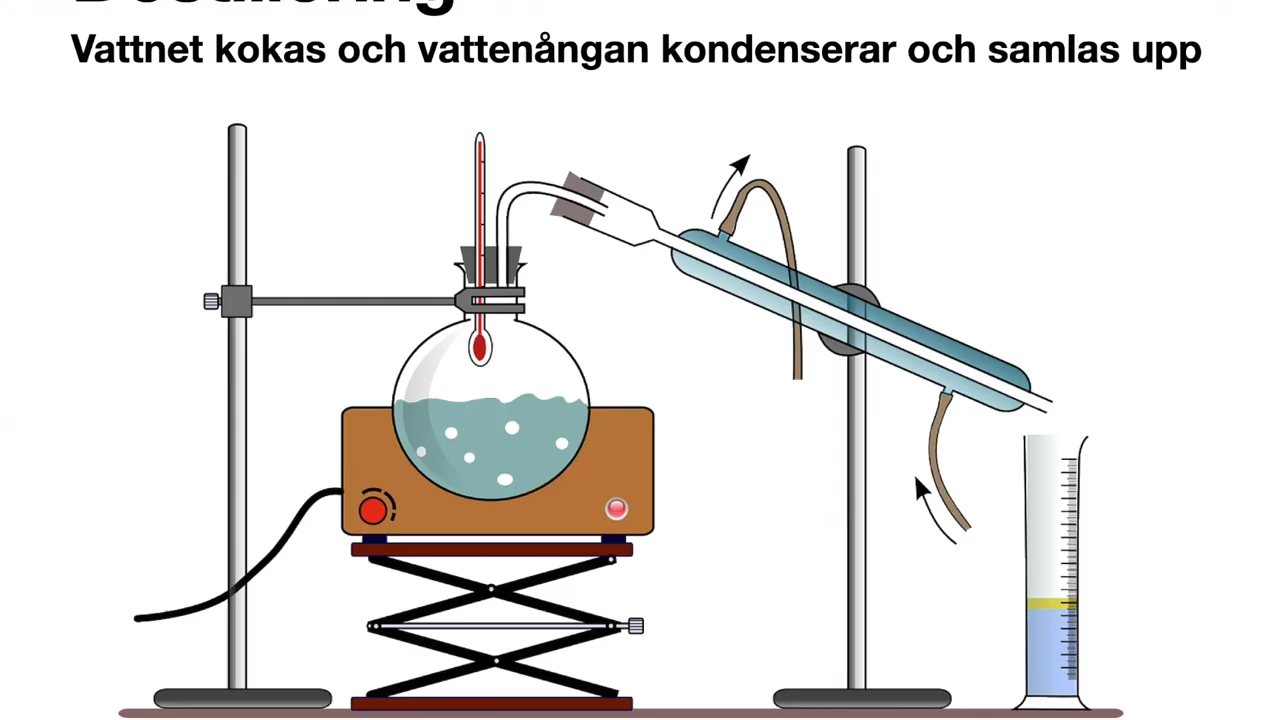 Vattnet kokas och vattenångan kondenserar och samlas upp